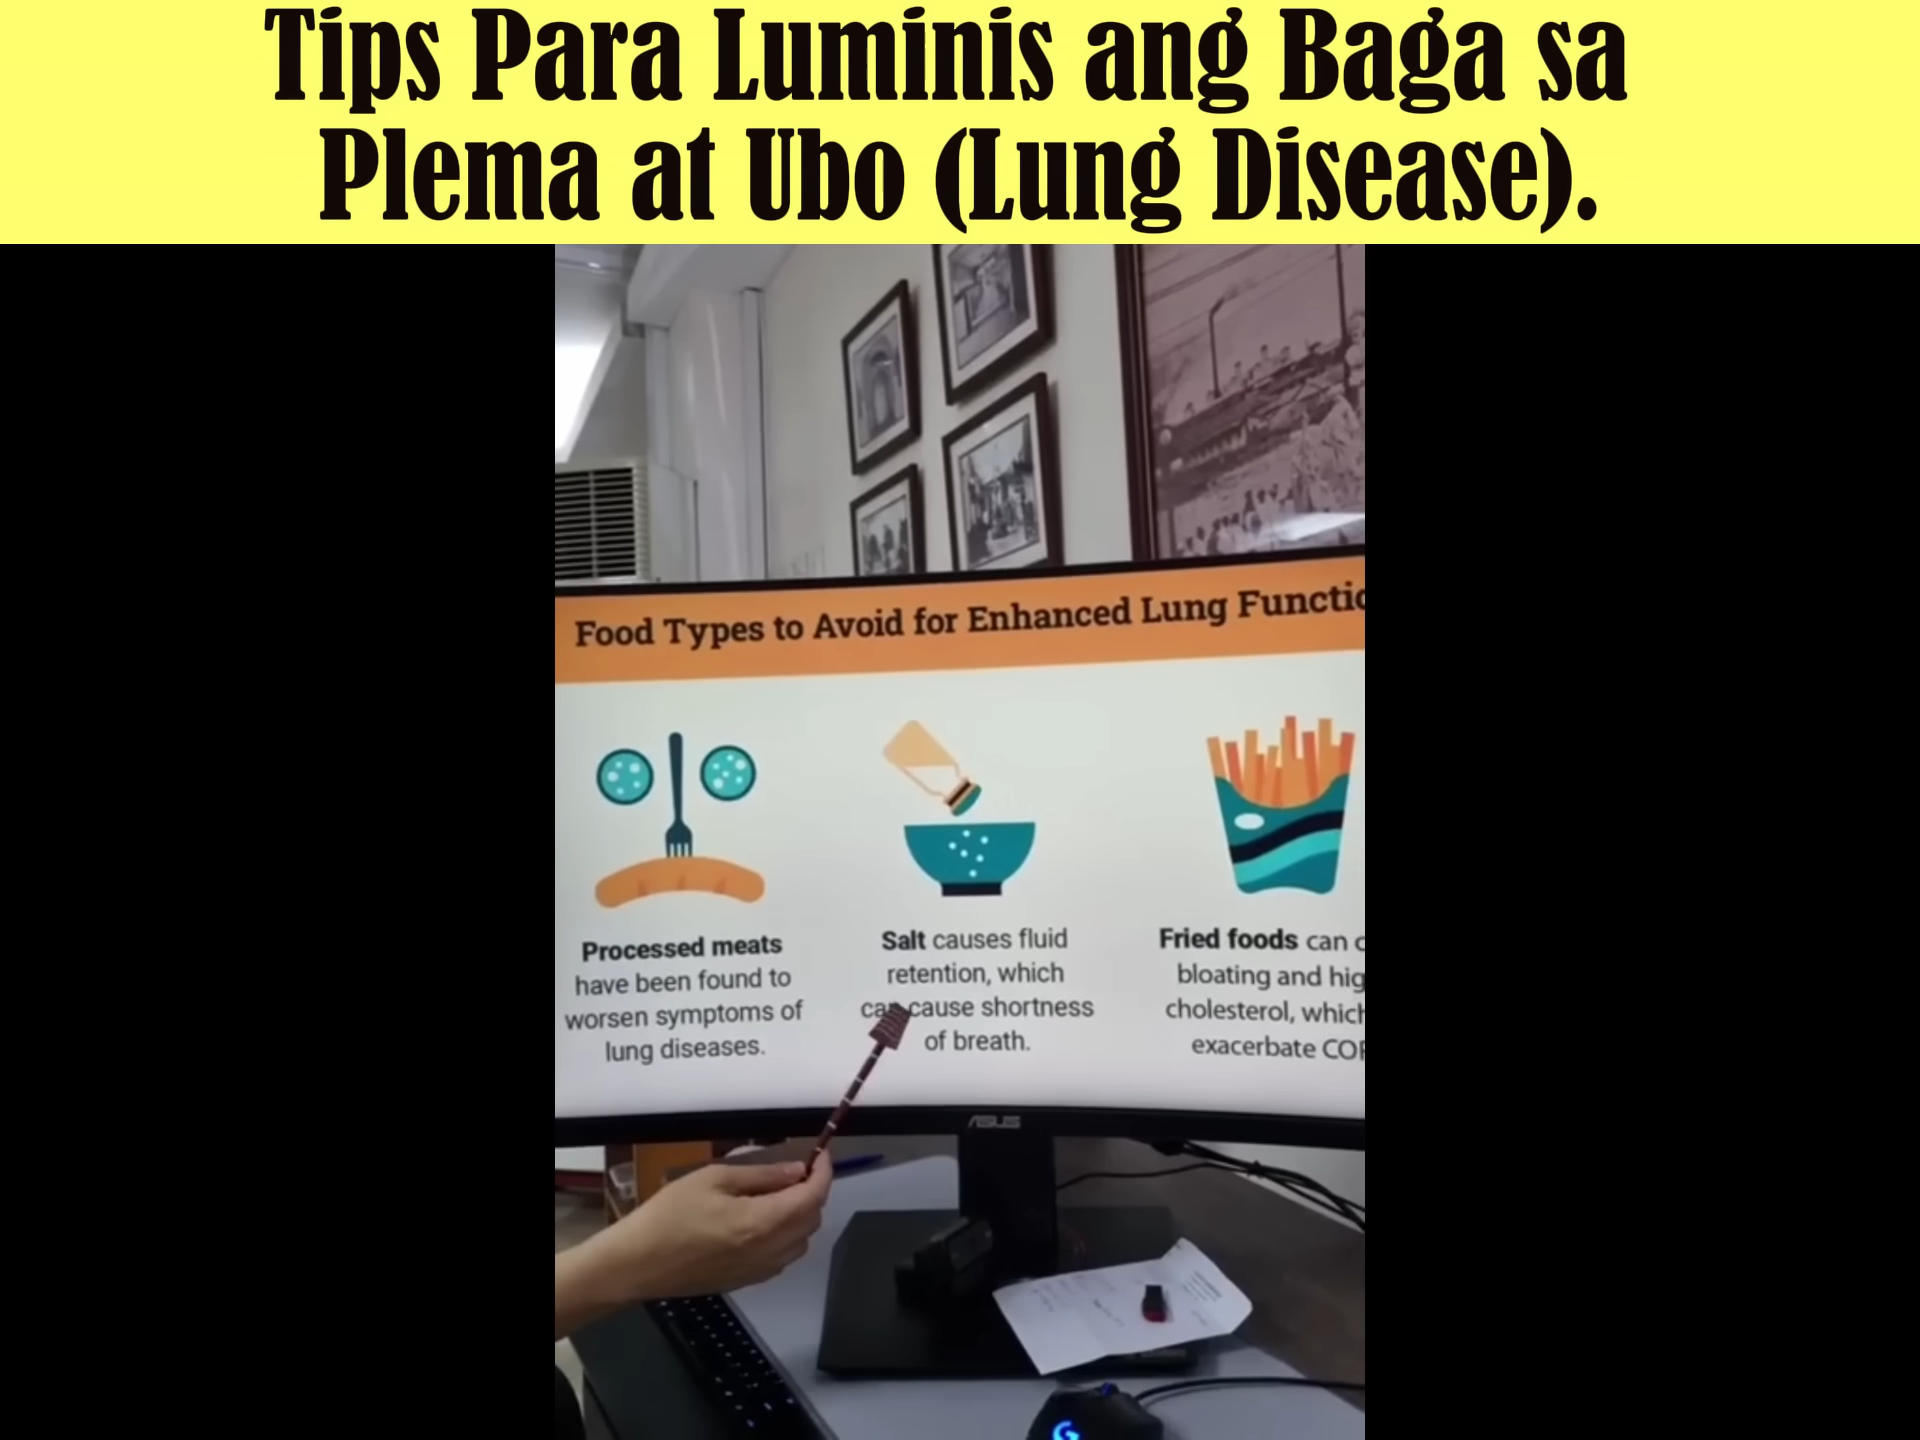 Tips Para Luminis ang Baga sa
Plema at Ubo (Lung Disease).
Food Types to Avoid for Enhanced Lung
Processed meats
have been found to
worsen symptoms of
lung diseases.
Salt causes fluid
retention, which
can cause shortness
of breath.
Fried foods can
bloating and
cholesterol,
exacerbate
ASUS
G